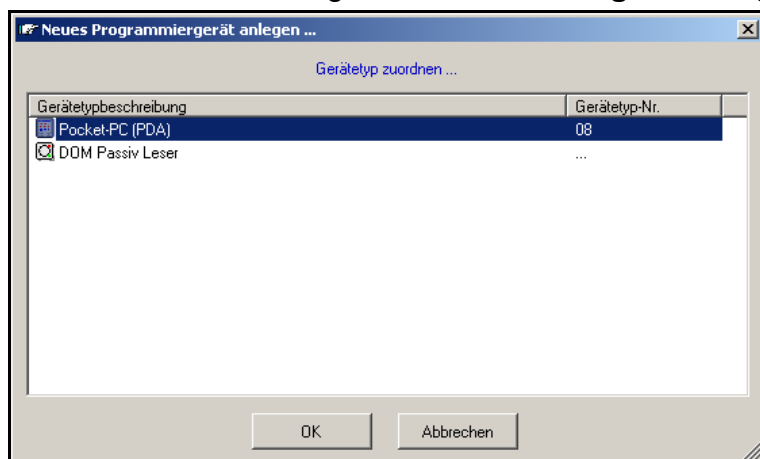 Neues Programmiergerät anlegen ...
Gerätetyp zuordnen ...
Gerätetypbeschreibung Gerätetyp-Nr.
Pocket-PC (PDA) 08
DOM Passiv Leser ...
OK Abbrechen